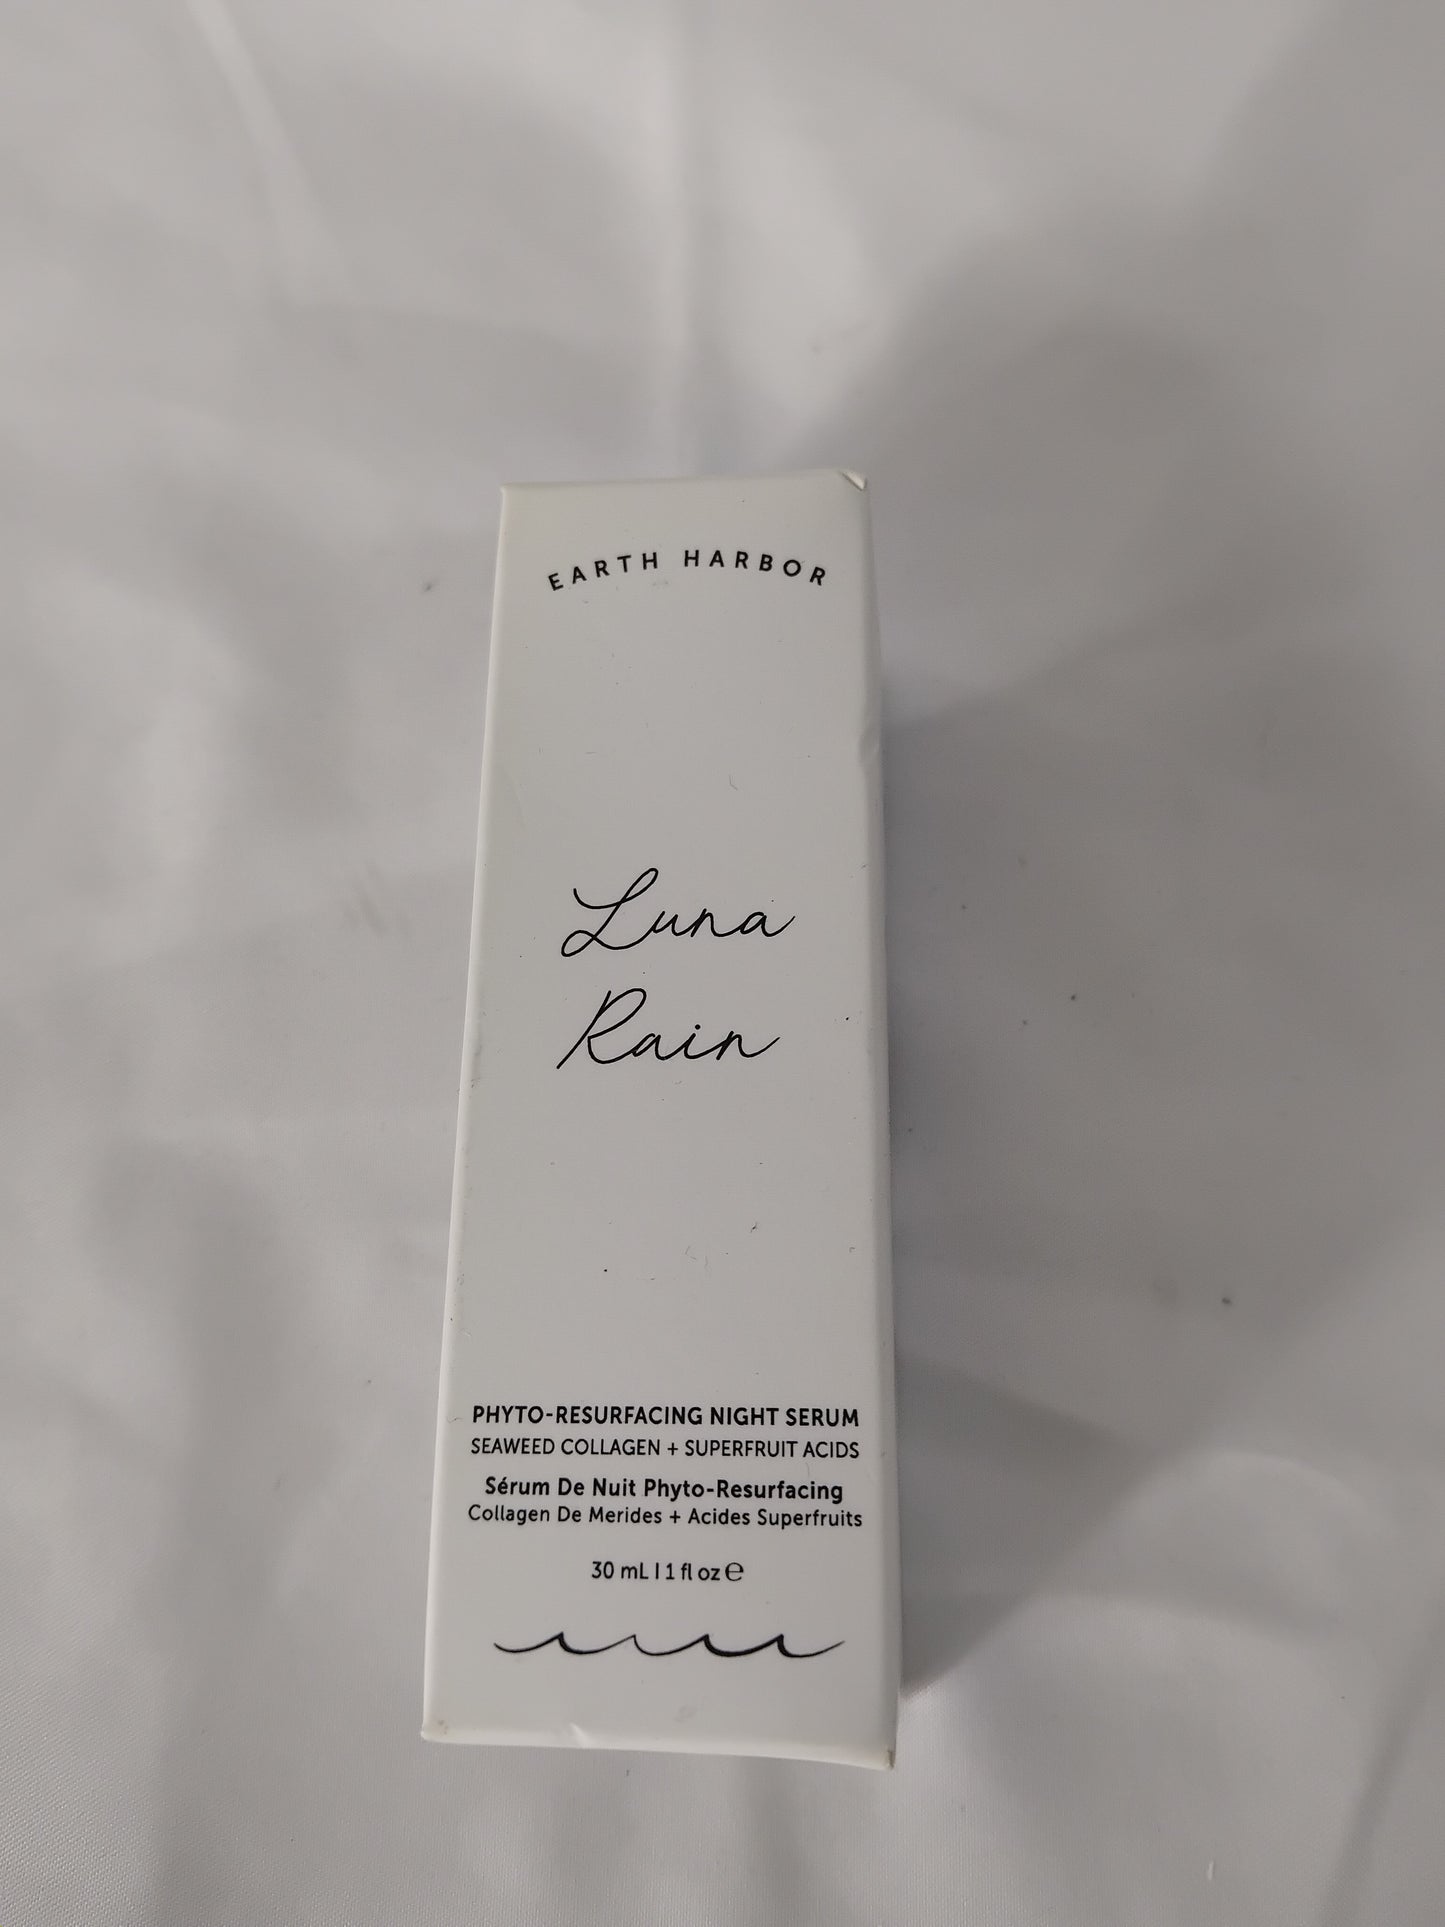 EARTH HARBOR
Luna
Rain
PHYTO-RESURFACING NIGHT SERUM
SEAWEED COLLAGEN + SUPERFRUIT ACIDS
Sérum De Nuit Phyto-Resurfacing
Collagen De Merides + Acides Superfruits
30 mL | 1 fl oz ℮